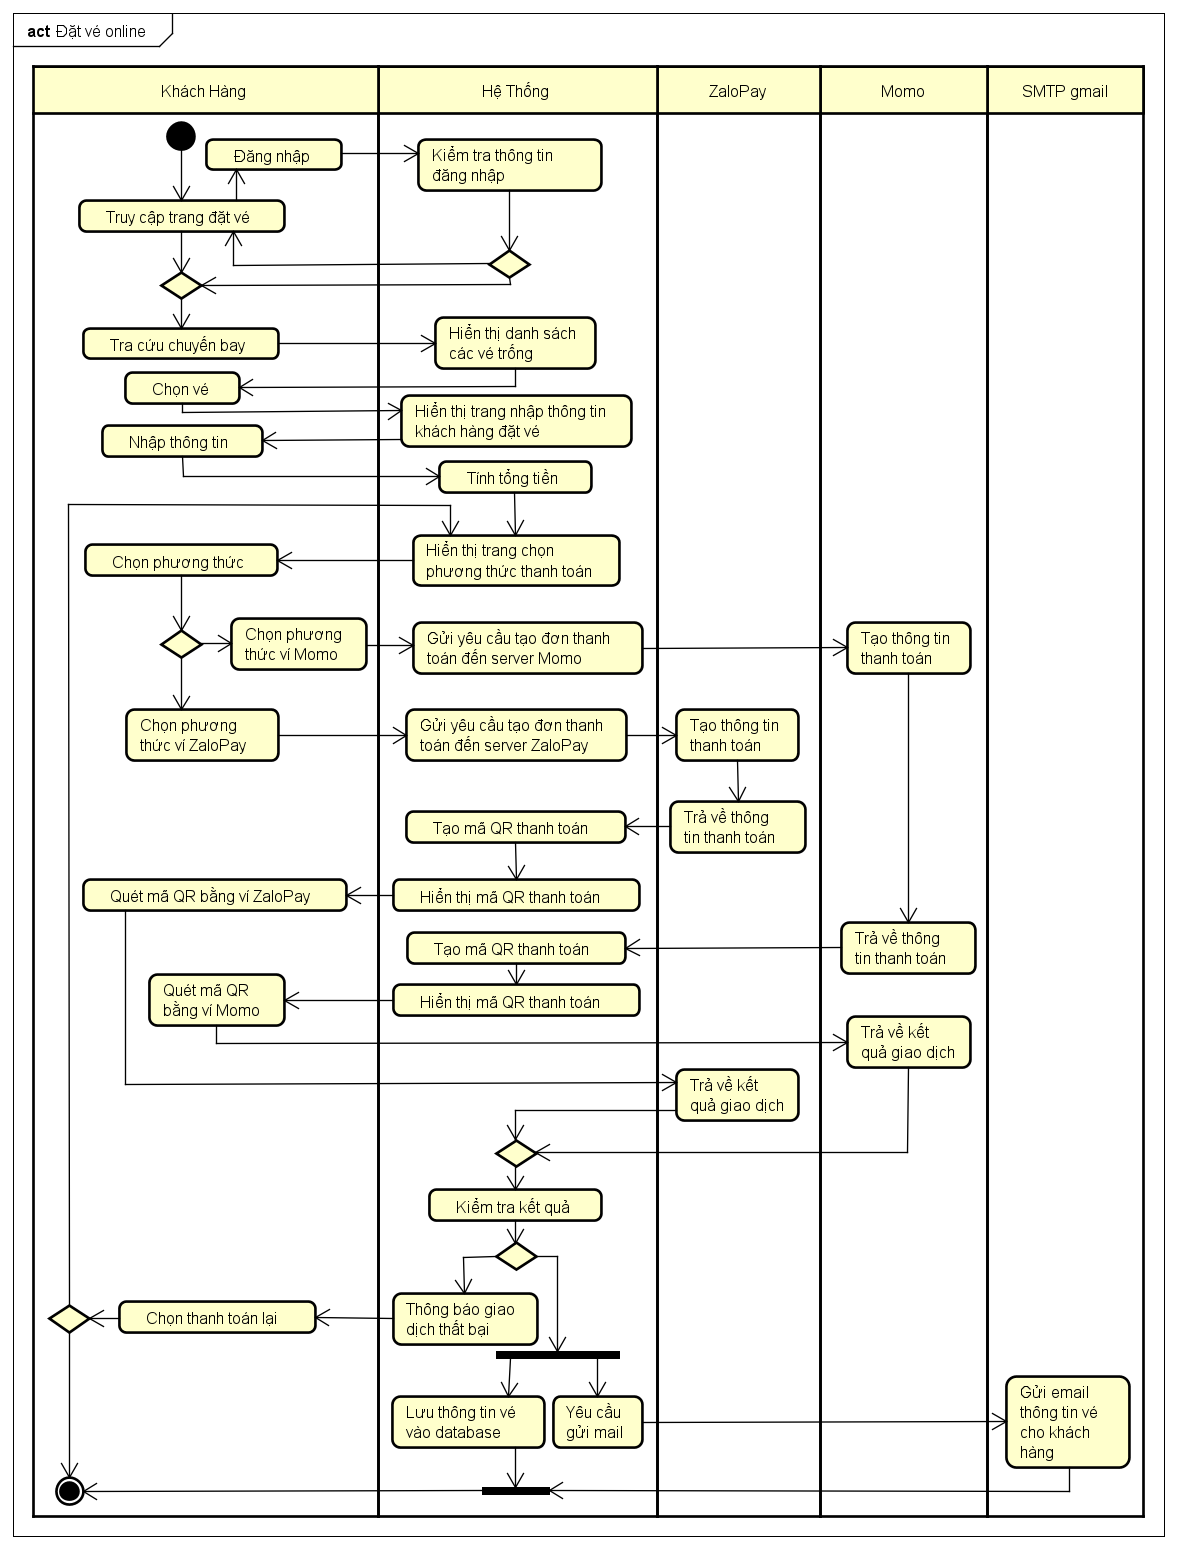 act Đặt vé online
Khách Hàng
Hệ Thống
ZaloPay
Momo
SMTP gmail
Đăng nhập
Kiểm tra thông tin
đăng nhập
Truy cập trang đặt vé
Tra cứu chuyến bay
Hiển thị danh sách
các vé trống
Chọn vé
Hiển thị trang nhập thông tin
khách hàng đặt vé
Nhập thông tin
Tính tổng tiền
Hiển thị trang chọn
phương thức thanh toán
Chọn phương thức
Chọn phương
thức ví Momo
Gửi yêu cầu tạo đơn thanh
toán đến server Momo
Tạo thông tin
thanh toán
Chọn phương
thức ví ZaloPay
Gửi yêu cầu tạo đơn thanh
toán đến server ZaloPay
Tạo thông tin
thanh toán
Trả về thông
tin thanh toán
Tạo mã QR thanh toán
Quét mã QR bằng ví ZaloPay
Hiển thị mã QR thanh toán
Trả về thông
tin thanh toán
Tạo mã QR thanh toán
Hiển thị mã QR thanh toán
Quét mã QR
bằng ví Momo
Trả về kết
quả giao dịch
Trả về kết
quả giao dịch
Kiểm tra kết quả
Thông báo giao
dịch thất bại
Chọn thanh toán lại
Lưu thông tin vé
vào database
Yêu cầu
gửi mail
Gửi email
thông tin vé
cho khách
hàng